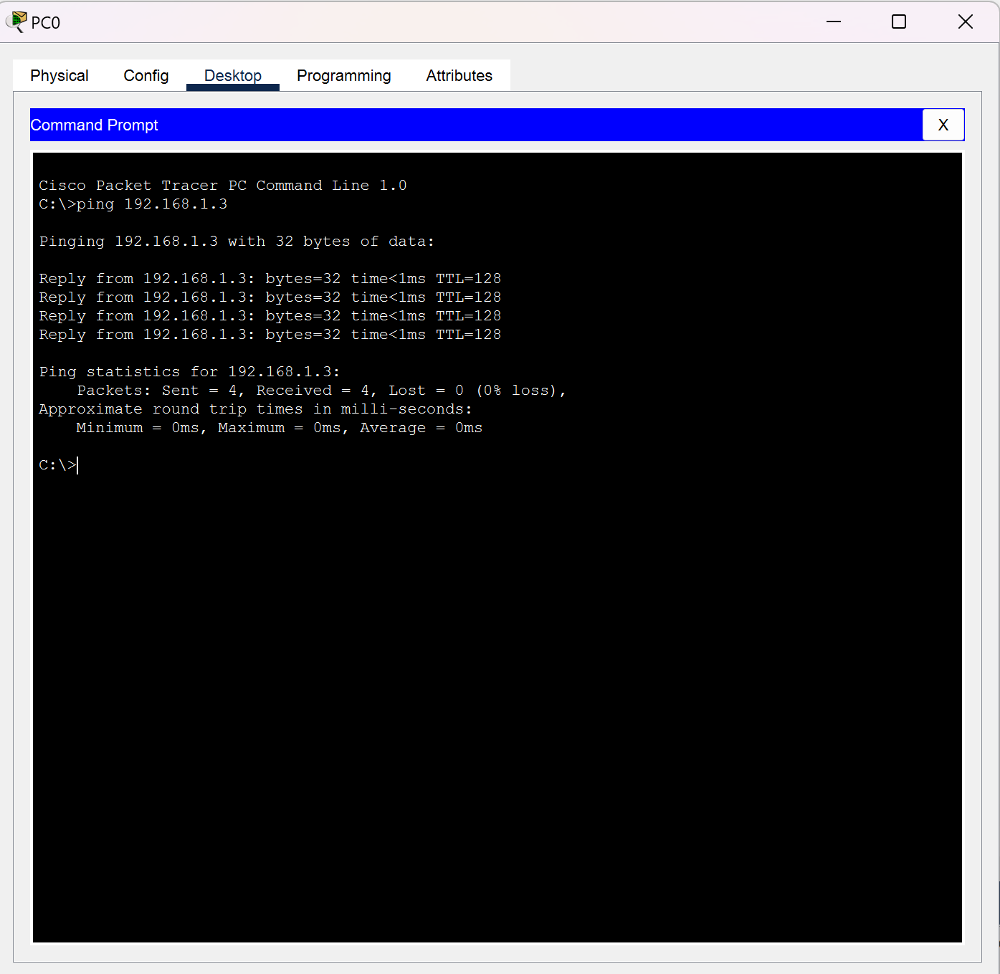 PC0
Physical Config Desktop Programming Attributes
Command Prompt X
Cisco Packet Tracer PC Command Line 1.0
C:\>ping 192.168.1.3
Pinging 192.168.1.3 with 32 bytes of data:
Reply from 192.168.1.3: bytes=32 time<1ms TTL=128
Reply from 192.168.1.3: bytes=32 time<1ms TTL=128
Reply from 192.168.1.3: bytes=32 time<1ms TTL=128
Reply from 192.168.1.3: bytes=32 time<1ms TTL=128
Ping statistics for 192.168.1.3:
    Packets: Sent = 4, Received = 4, Lost = 0 (0% loss),
Approximate round trip times in milli-seconds:
    Minimum = 0ms, Maximum = 0ms, Average = 0ms
C:\>